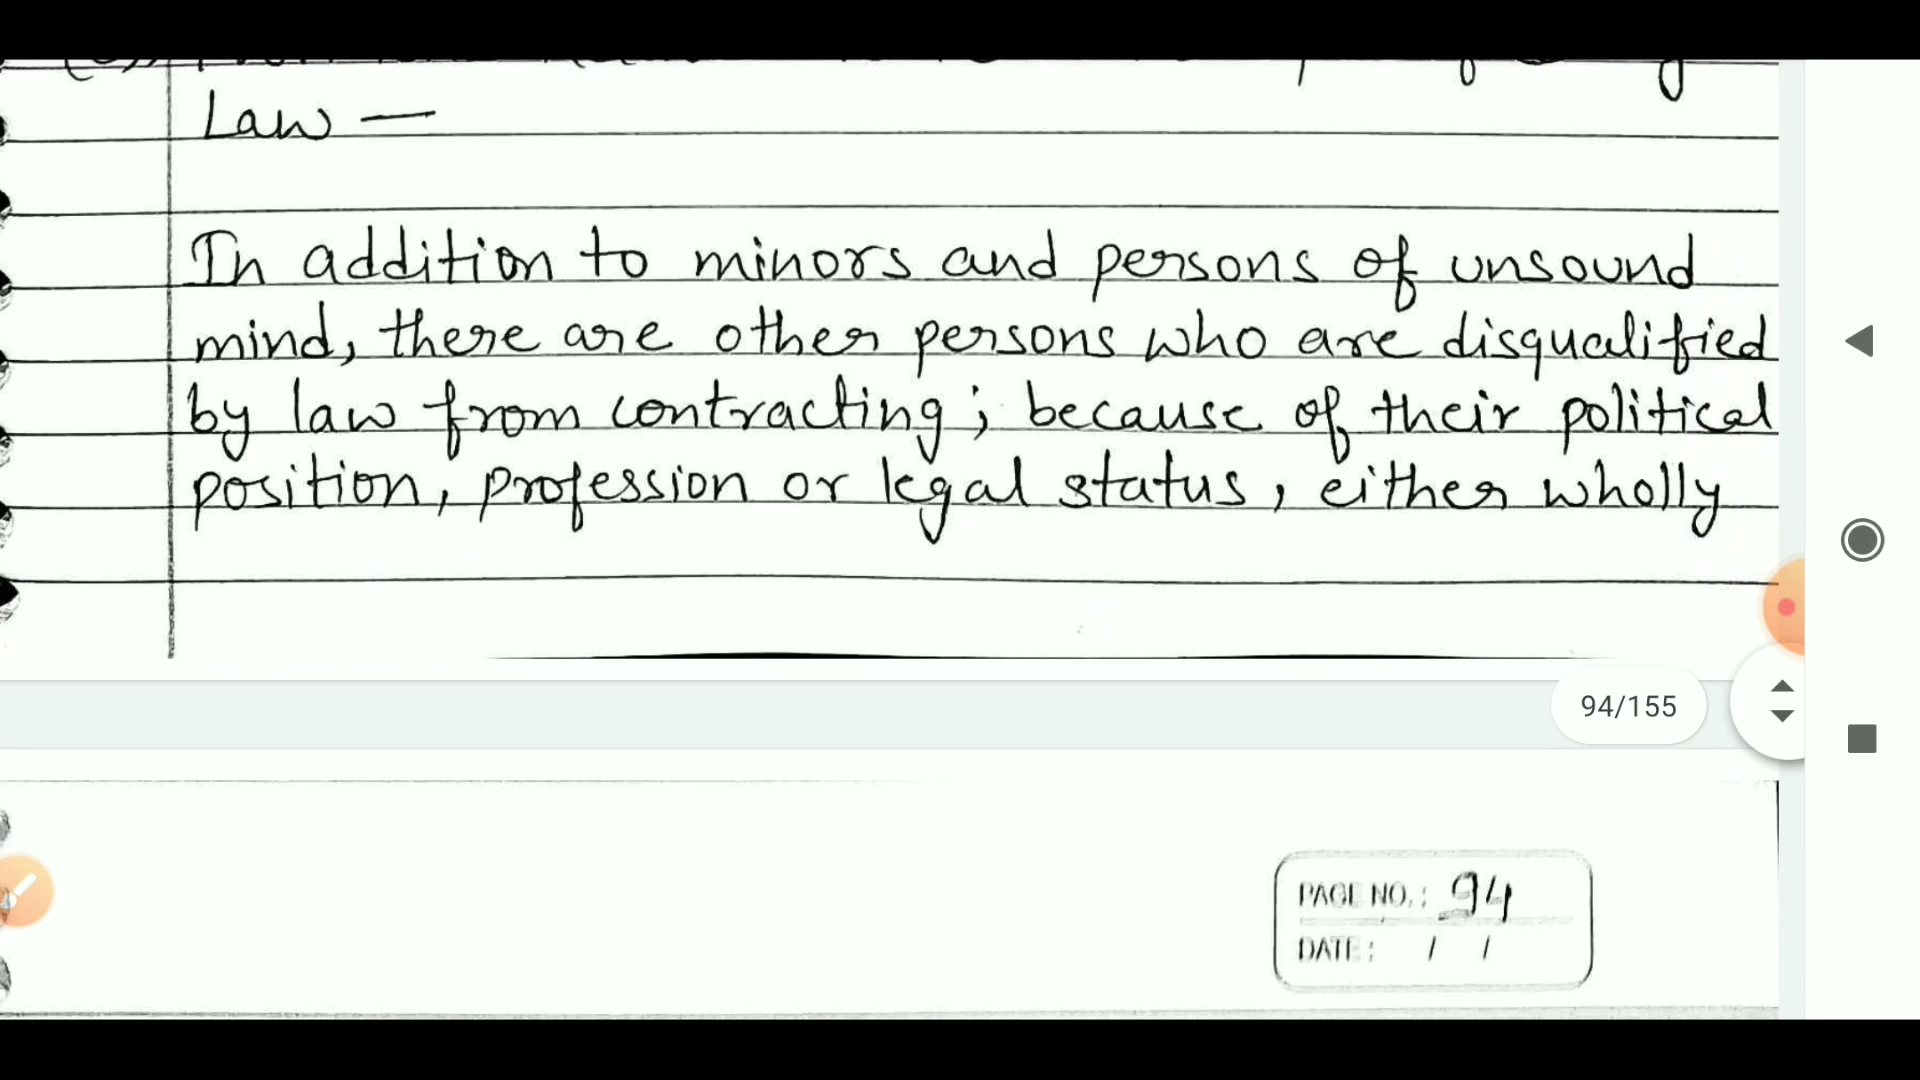 Law —
In addition to minors and persons of unsound
mind, there are other persons who are disqualified
by law from contracting; because of their political
position, profession or legal status, either wholly
94/155
PAGE NO.: 94
DATE: / /